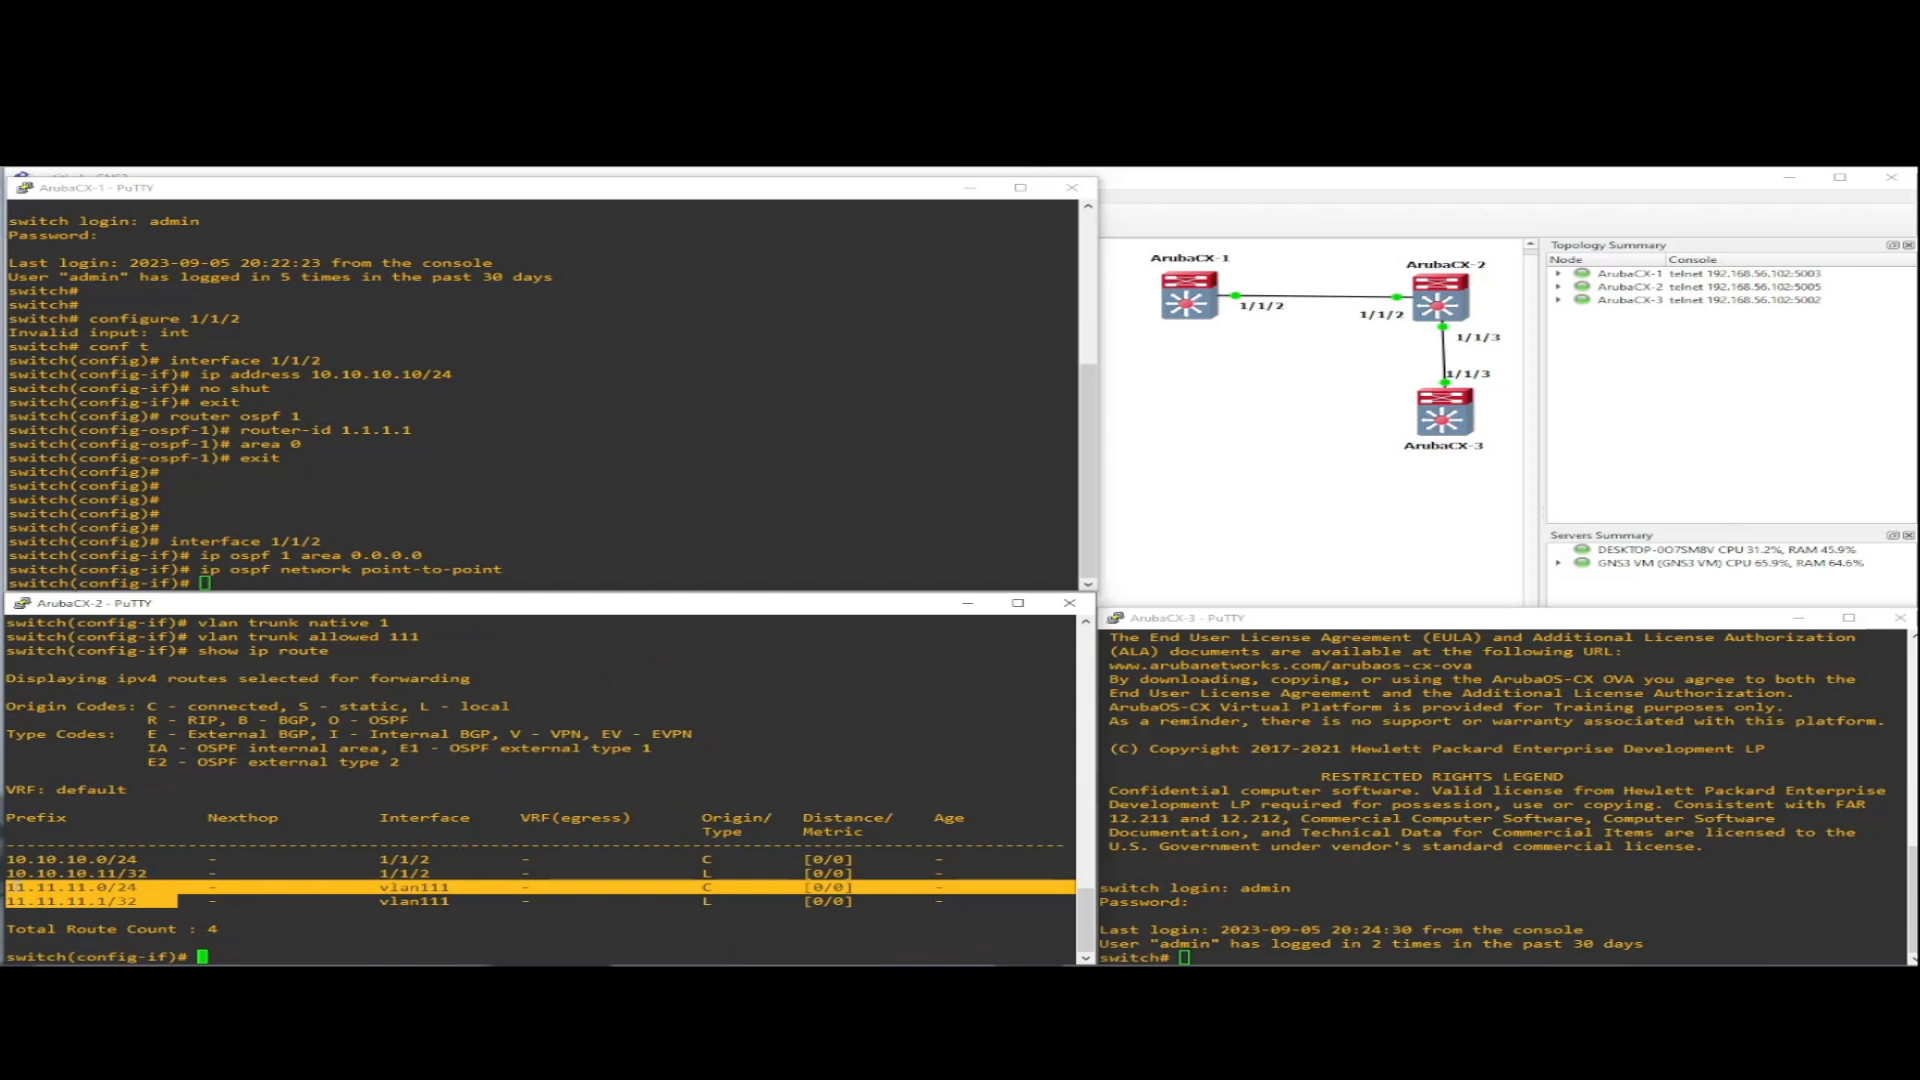 ArubaCX-1 - PuTTY
switch login: admin
Password:
Last login: 2023-09-05 20:22:23 from the console
User "admin" has logged in 5 times in the past 30 days
switch#
switch#
switch# configure 1/1/2
Invalid input: int
switch# conf t
switch(config)# interface 1/1/2
switch(config-if)# ip address 10.10.10.10/24
switch(config-if)# no shut
switch(config-if)# exit
switch(config)# router ospf 1
switch(config-ospf-1)# router-id 1.1.1.1
switch(config-ospf-1)# area 0
switch(config-ospf-1)# exit
switch(config)#
switch(config)#
switch(config)#
switch(config)#
switch(config)#
switch(config)# interface 1/1/2
switch(config-if)# ip ospf 1 area 0.0.0.0
switch(config-if)# ip ospf network point-to-point
switch(config-if)#
ArubaCX-1
1/1/2
ArubaCX-2
1/1/2
1/1/3
1/1/3
ArubaCX-3
Topology Summary
Node Console
ArubaCX-1 telnet 192.168.56.102:5003
ArubaCX-2 telnet 192.168.56.102:5005
ArubaCX-3 telnet 192.168.56.102:5002
Servers Summary
DESKTOP-0O7SM8V CPU 31.2%, RAM 45.9%
GNS3 VM (GNS3 VM) CPU 65.9%, RAM 64.6%
ArubaCX-2 - PuTTY
switch(config-if)# vlan trunk native 1
switch(config-if)# vlan trunk allowed 111
switch(config-if)# show ip route
Displaying ipv4 routes selected for forwarding
Origin Codes: C - connected, S - static, L - local
R - RIP, B - BGP, O - OSPF
Type Codes: E - External BGP, I - Internal BGP, V - VPN, EV - EVPN
IA - OSPF internal area, E1 - OSPF external type 1
E2 - OSPF external type 2
VRF: default
Prefix Nexthop Interface VRF(egress) Origin/ Distance/ Age
Type Metric
10.10.10.0/24 - 1/1/2 - C [0/0] -
10.10.10.11/32 - 1/1/2 - L [0/0] -
11.11.11.0/24 - vlan111 - C [0/0] -
11.11.11.1/32 - vlan111 - L [0/0] -
Total Route Count : 4
switch(config-if)#
ArubaCX-3 - PuTTY
The End User License Agreement (EULA) and Additional License Authorization
(ALA) documents are available at the following URL:
www.arubanetworks.com/arubaos-cx-ova
By downloading, copying, or using the ArubaOS-CX OVA you agree to both the
End User License Agreement and the Additional License Authorization.
ArubaOS-CX Virtual Platform is provided for Training purposes only.
As a reminder, there is no support or warranty associated with this platform.
(C) Copyright 2017-2021 Hewlett Packard Enterprise Development LP
RESTRICTED RIGHTS LEGEND
Confidential computer software. Valid license from Hewlett Packard Enterprise
Development LP required for possession, use or copying. Consistent with FAR
12.211 and 12.212, Commercial Computer Software, Computer Software
Documentation, and Technical Data for Commercial Items are licensed to the
U.S. Government under vendor's standard commercial license.
switch login: admin
Password:
Last login: 2023-09-05 20:24:30 from the console
User "admin" has logged in 2 times in the past 30 days
switch#